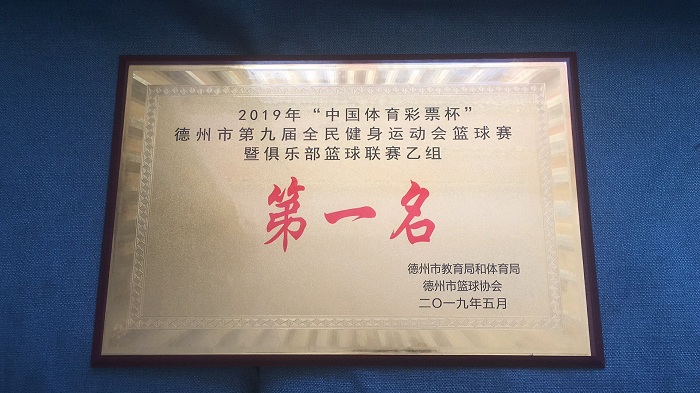 2019年“中国体育彩票杯”
德州市第九届全民健身运动会篮球赛
暨俱乐部篮球联赛乙组
第一名
德州市教育局和体育局
德州市篮球协会
二〇一九年五月